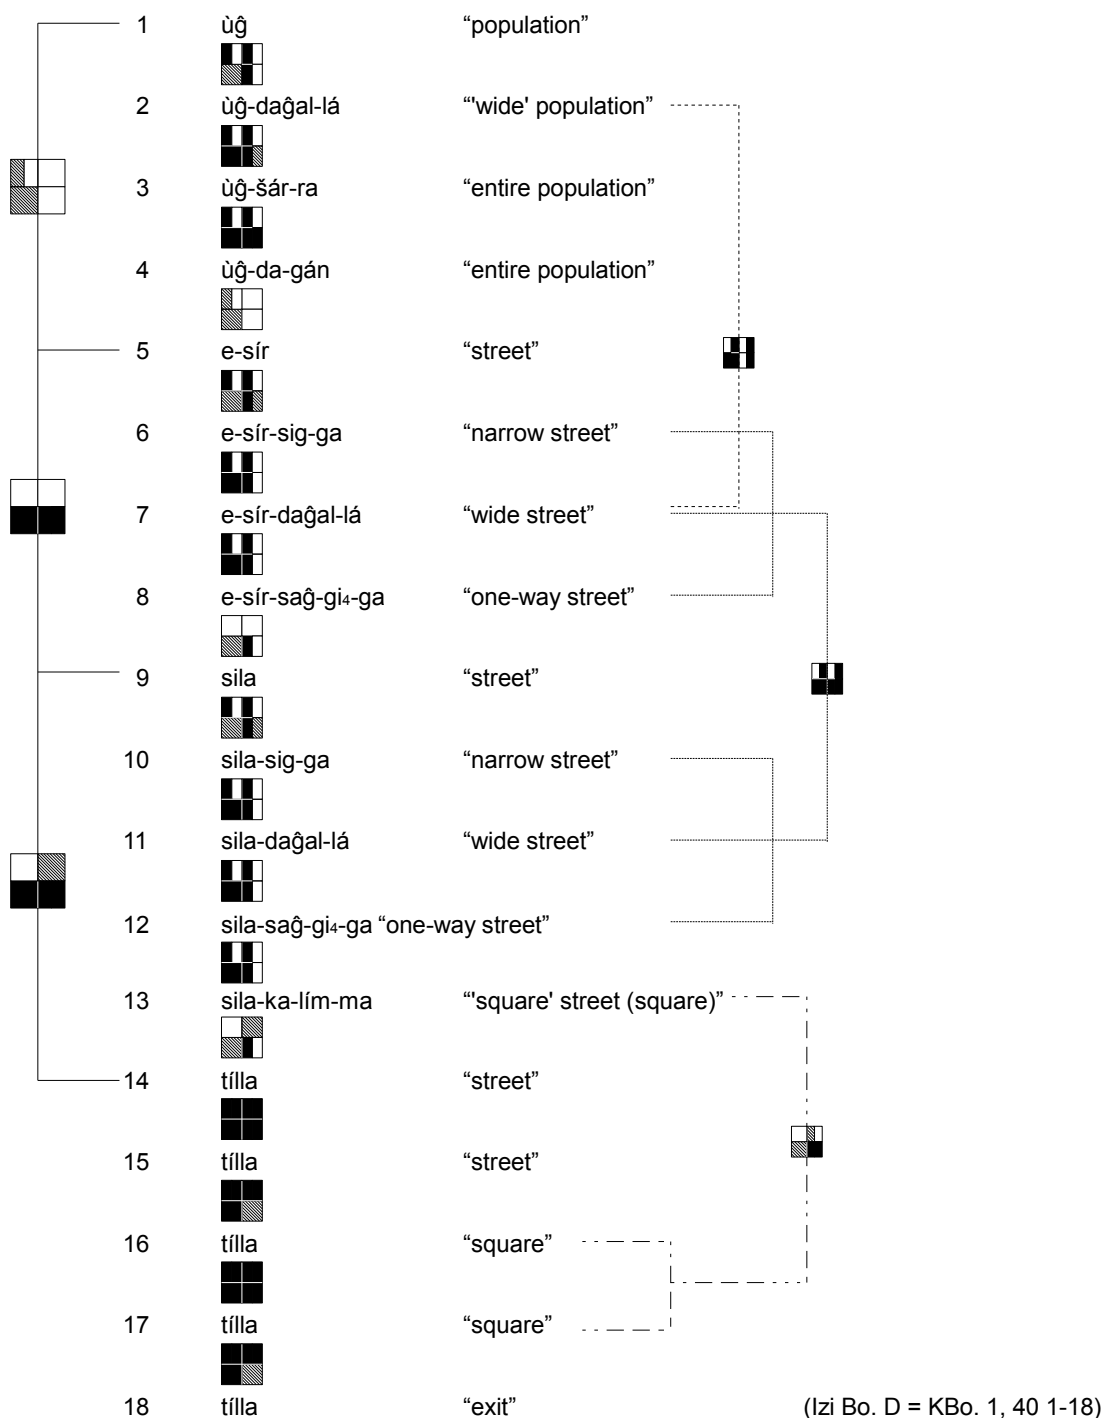 1 ùĝ “population”
2 ùĝ-daĝal-lá “'wide' population”
3 ùĝ-šár-ra “entire population”
4 ùĝ-da-gán “entire population”
5 e-sír “street”
6 e-sír-sig-ga “narrow street”
7 e-sír-daĝal-lá “wide street”
8 e-sír-saĝ-gi₄-ga “one-way street”
9 sila “street”
10 sila-sig-ga “narrow street”
11 sila-daĝal-lá “wide street”
12 sila-saĝ-gi₄-ga “one-way street”
13 sila-ka-lím-ma “'square' street (square)”
14 tílla “street”
15 tílla “street”
16 tílla “square”
17 tílla “square”
18 tílla “exit” (Izi Bo. D = KBo. 1, 40 1-18)